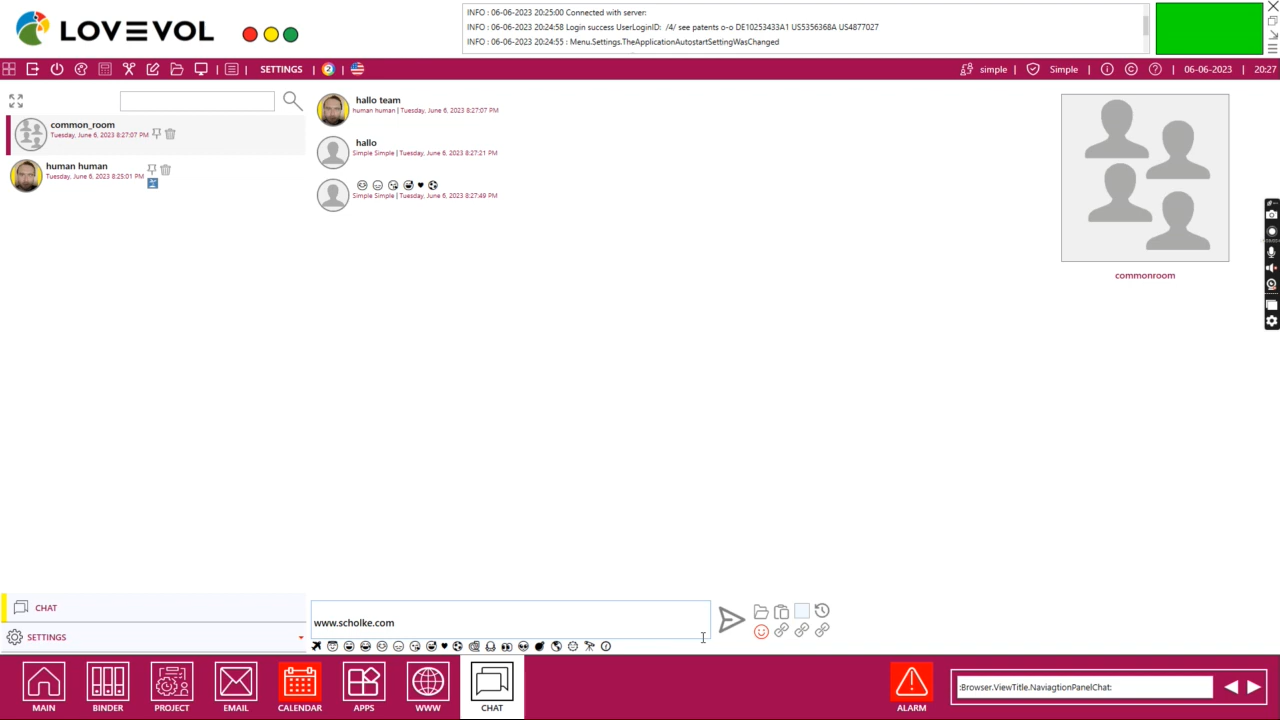 LOVEVOL
INFO : 06-06-2023 20:25:00 Connected with server:
INFO : 06-06-2023 20:24:58 Login success UserLoginID: /4/ see patents o-o DE10253433A1 US5356368A US4877027
INFO : 06-06-2023 20:24:55 : Menu.Settings.TheApplicationAutostartSettingWasChanged
SETTINGS
2
simple
Simple
06-06-2023
20:27
common_room
Tuesday, June 6, 2023 8:27:07 PM
human human
Tuesday, June 6, 2023 8:25:01 PM
hallo team
human human | Tuesday, June 6, 2023 8:27:07 PM
hallo
Simple Simple | Tuesday, June 6, 2023 8:27:21 PM
Simple Simple | Tuesday, June 6, 2023 8:27:49 PM
commonroom
CHAT
SETTINGS
www.scholke.com
MAIN
BINDER
PROJECT
EMAIL
CALENDAR
APPS
WWW
CHAT
ALARM
:Browser.ViewTitle.NaviagtionPanelChat: